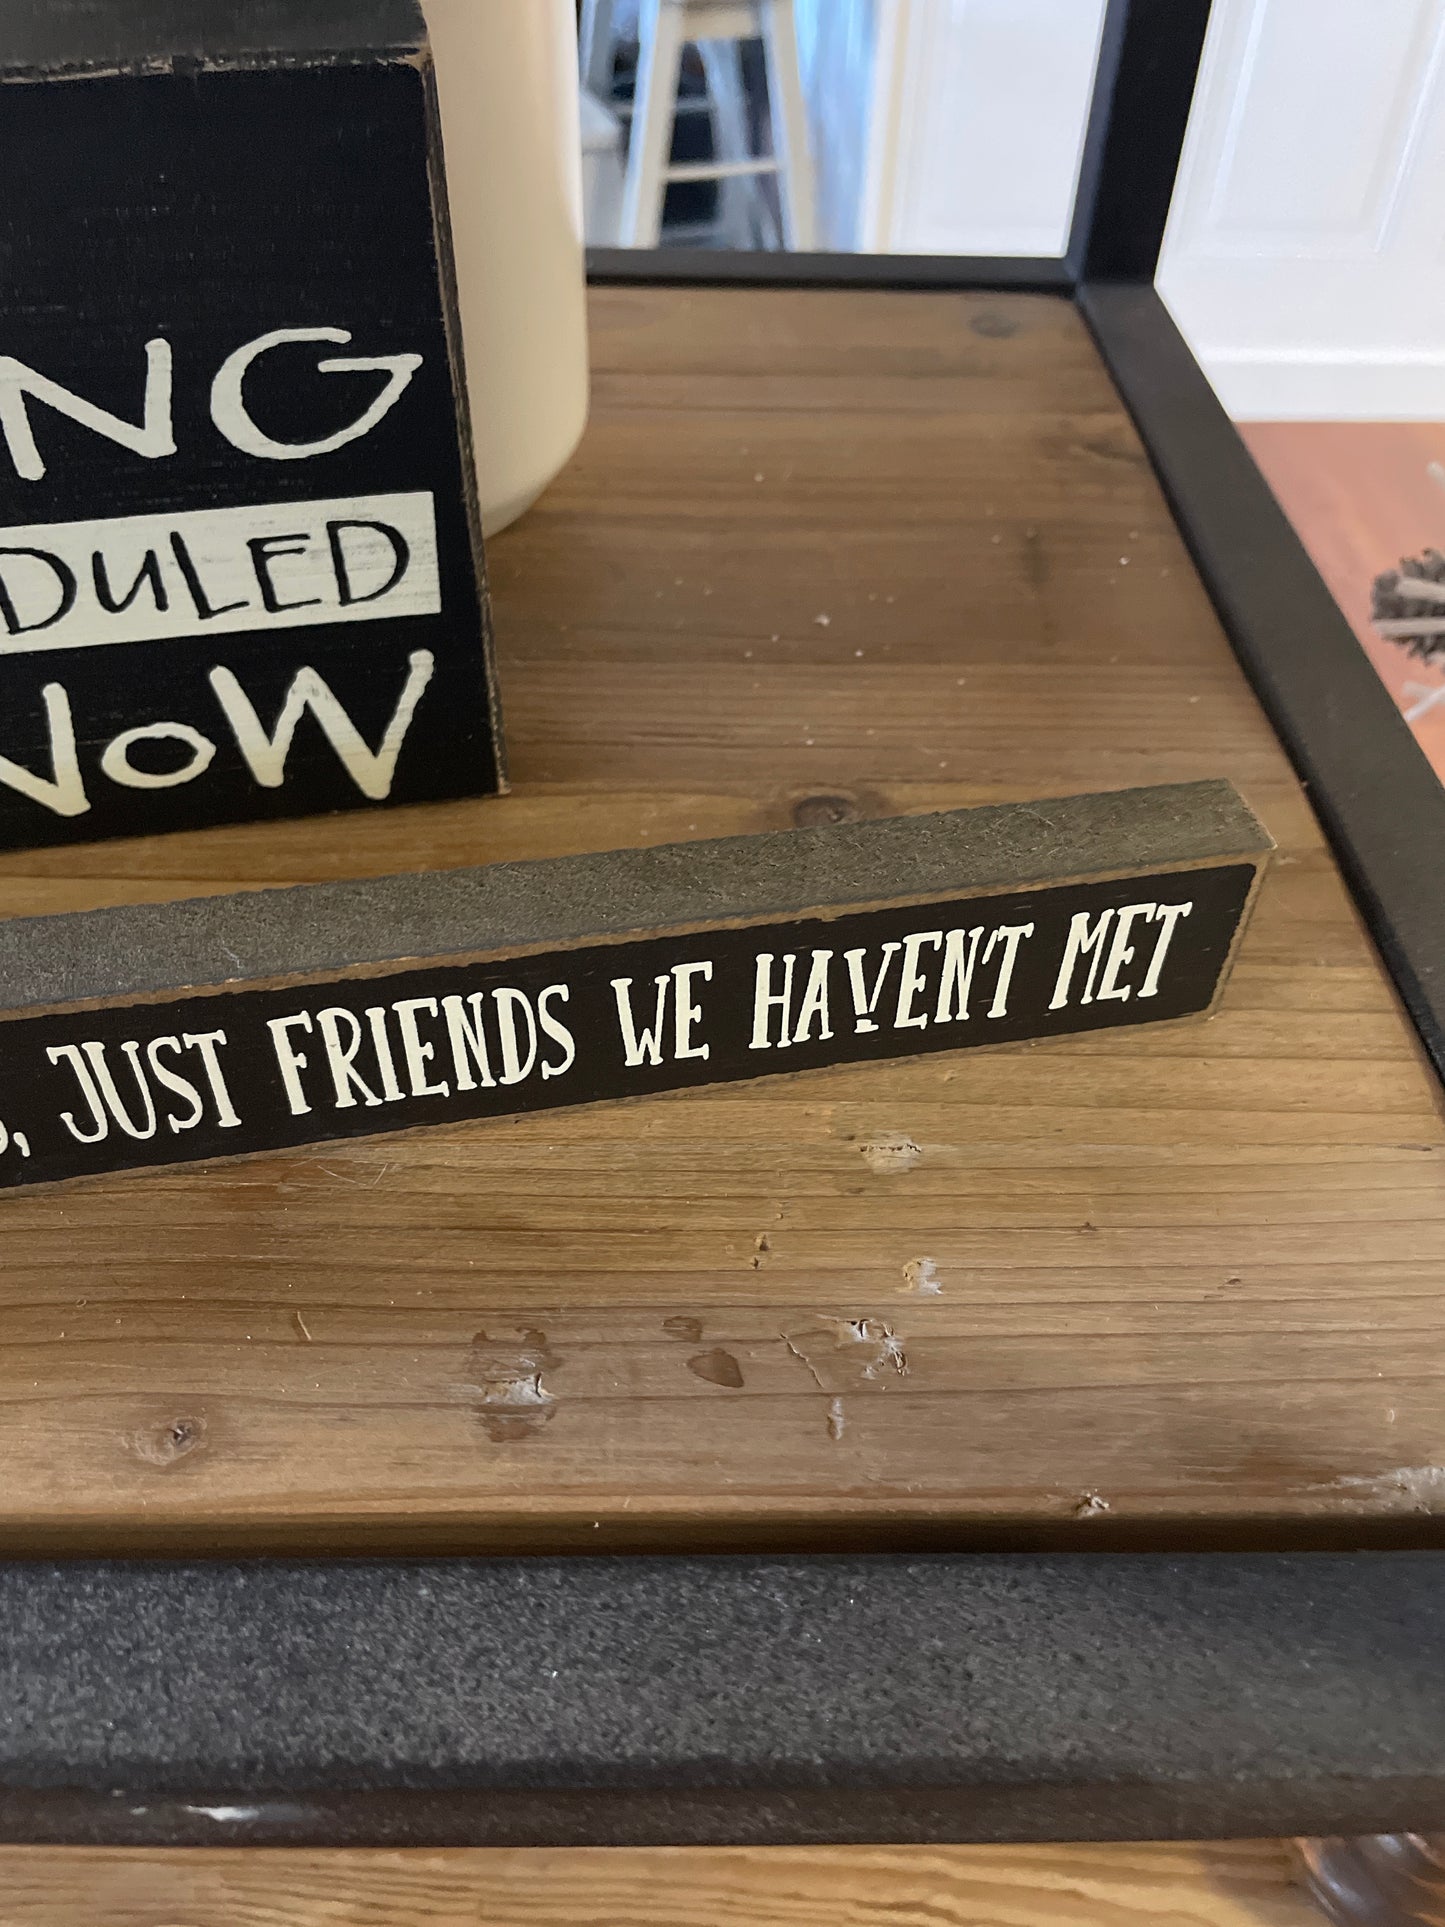 NG
DULED
NOW
, JUST FRIENDS WE HAVEN'T MET